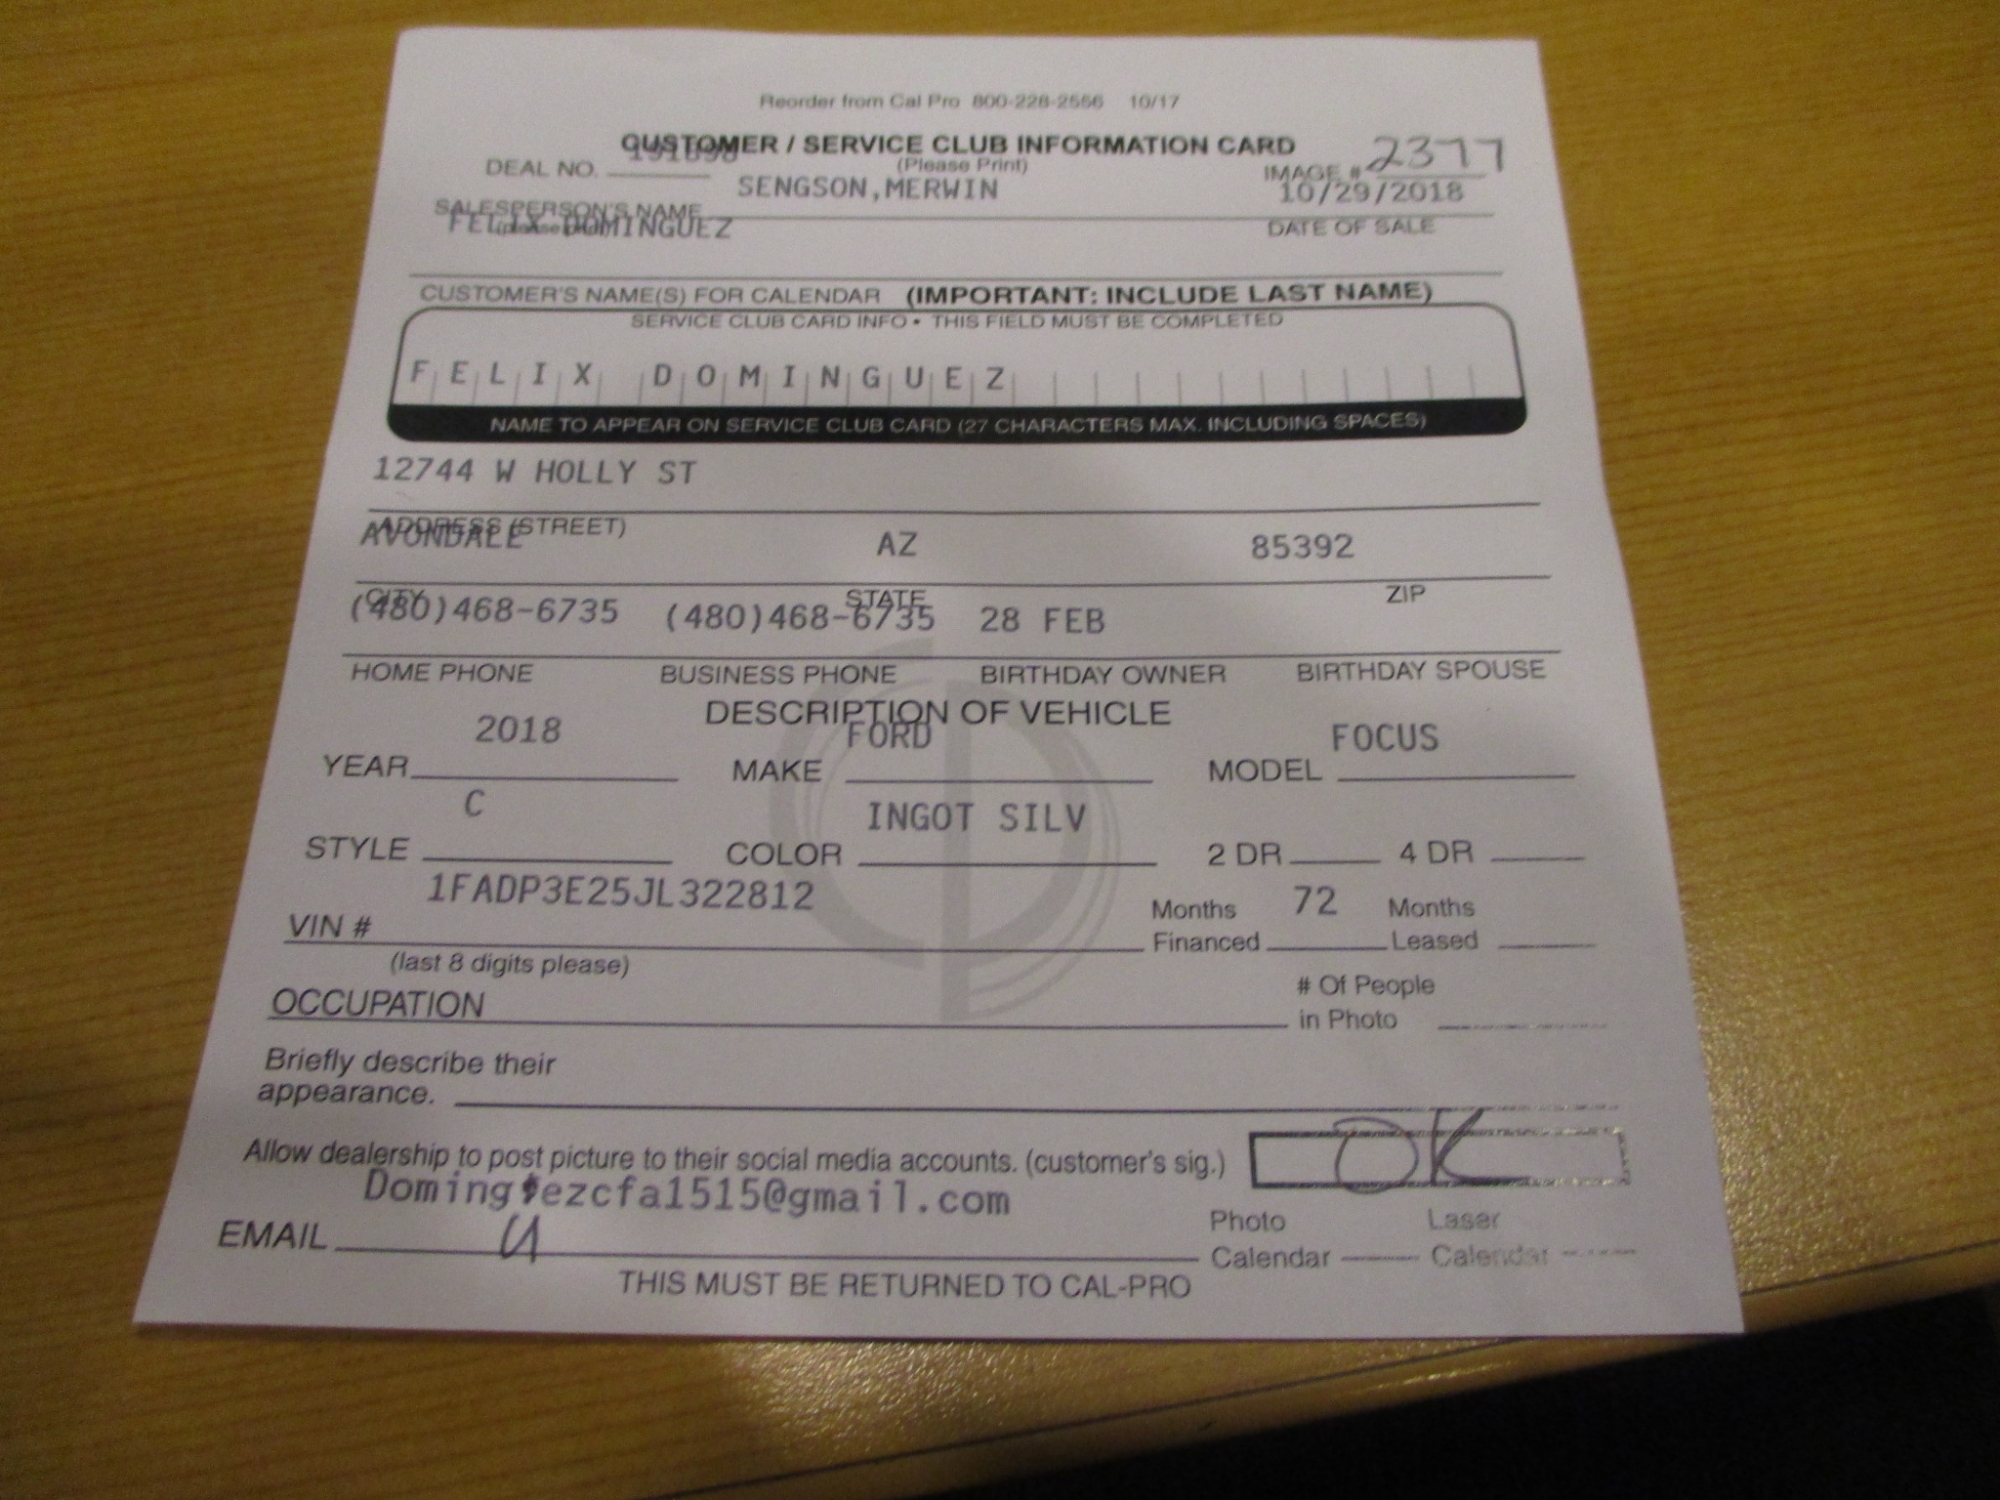 Reorder from Cal Pro 800-228-2556 10/17
CUSTOMER / SERVICE CLUB INFORMATION CARD
(Please Print)
DEAL NO.
IMAGE # 2377
SENGSON,MERWIN 10/29/2018
SALESPERSON'S NAME
(please print)
DATE OF SALE
FELIX DOMINGUEZ
CUSTOMER'S NAME(S) FOR CALENDAR (IMPORTANT: INCLUDE LAST NAME)
SERVICE CLUB CARD INFO • THIS FIELD MUST BE COMPLETED
FELIX DOMINGUEZ
NAME TO APPEAR ON SERVICE CLUB CARD (27 CHARACTERS MAX. INCLUDING SPACES)
12744 W HOLLY ST
ADDRESS (STREET)
AVONDALE AZ 85392
CITY STATE ZIP
(480)468-6735 (480)468-6735 28 FEB
HOME PHONE BUSINESS PHONE BIRTHDAY OWNER BIRTHDAY SPOUSE
DESCRIPTION OF VEHICLE
2018 FORD FOCUS
YEAR MAKE MODEL
C INGOT SILV
STYLE COLOR 2 DR 4 DR
1FADP3E25JL322812
VIN #
(last 8 digits please)
Months Financed 72 Months Leased
OCCUPATION
# Of People in Photo
Briefly describe their
appearance.
Allow dealership to post picture to their social media accounts. (customer's sig.) OK
Domingezcfa1515@gmail.com
u
EMAIL
Photo Calendar Laser Calendar
THIS MUST BE RETURNED TO CAL-PRO